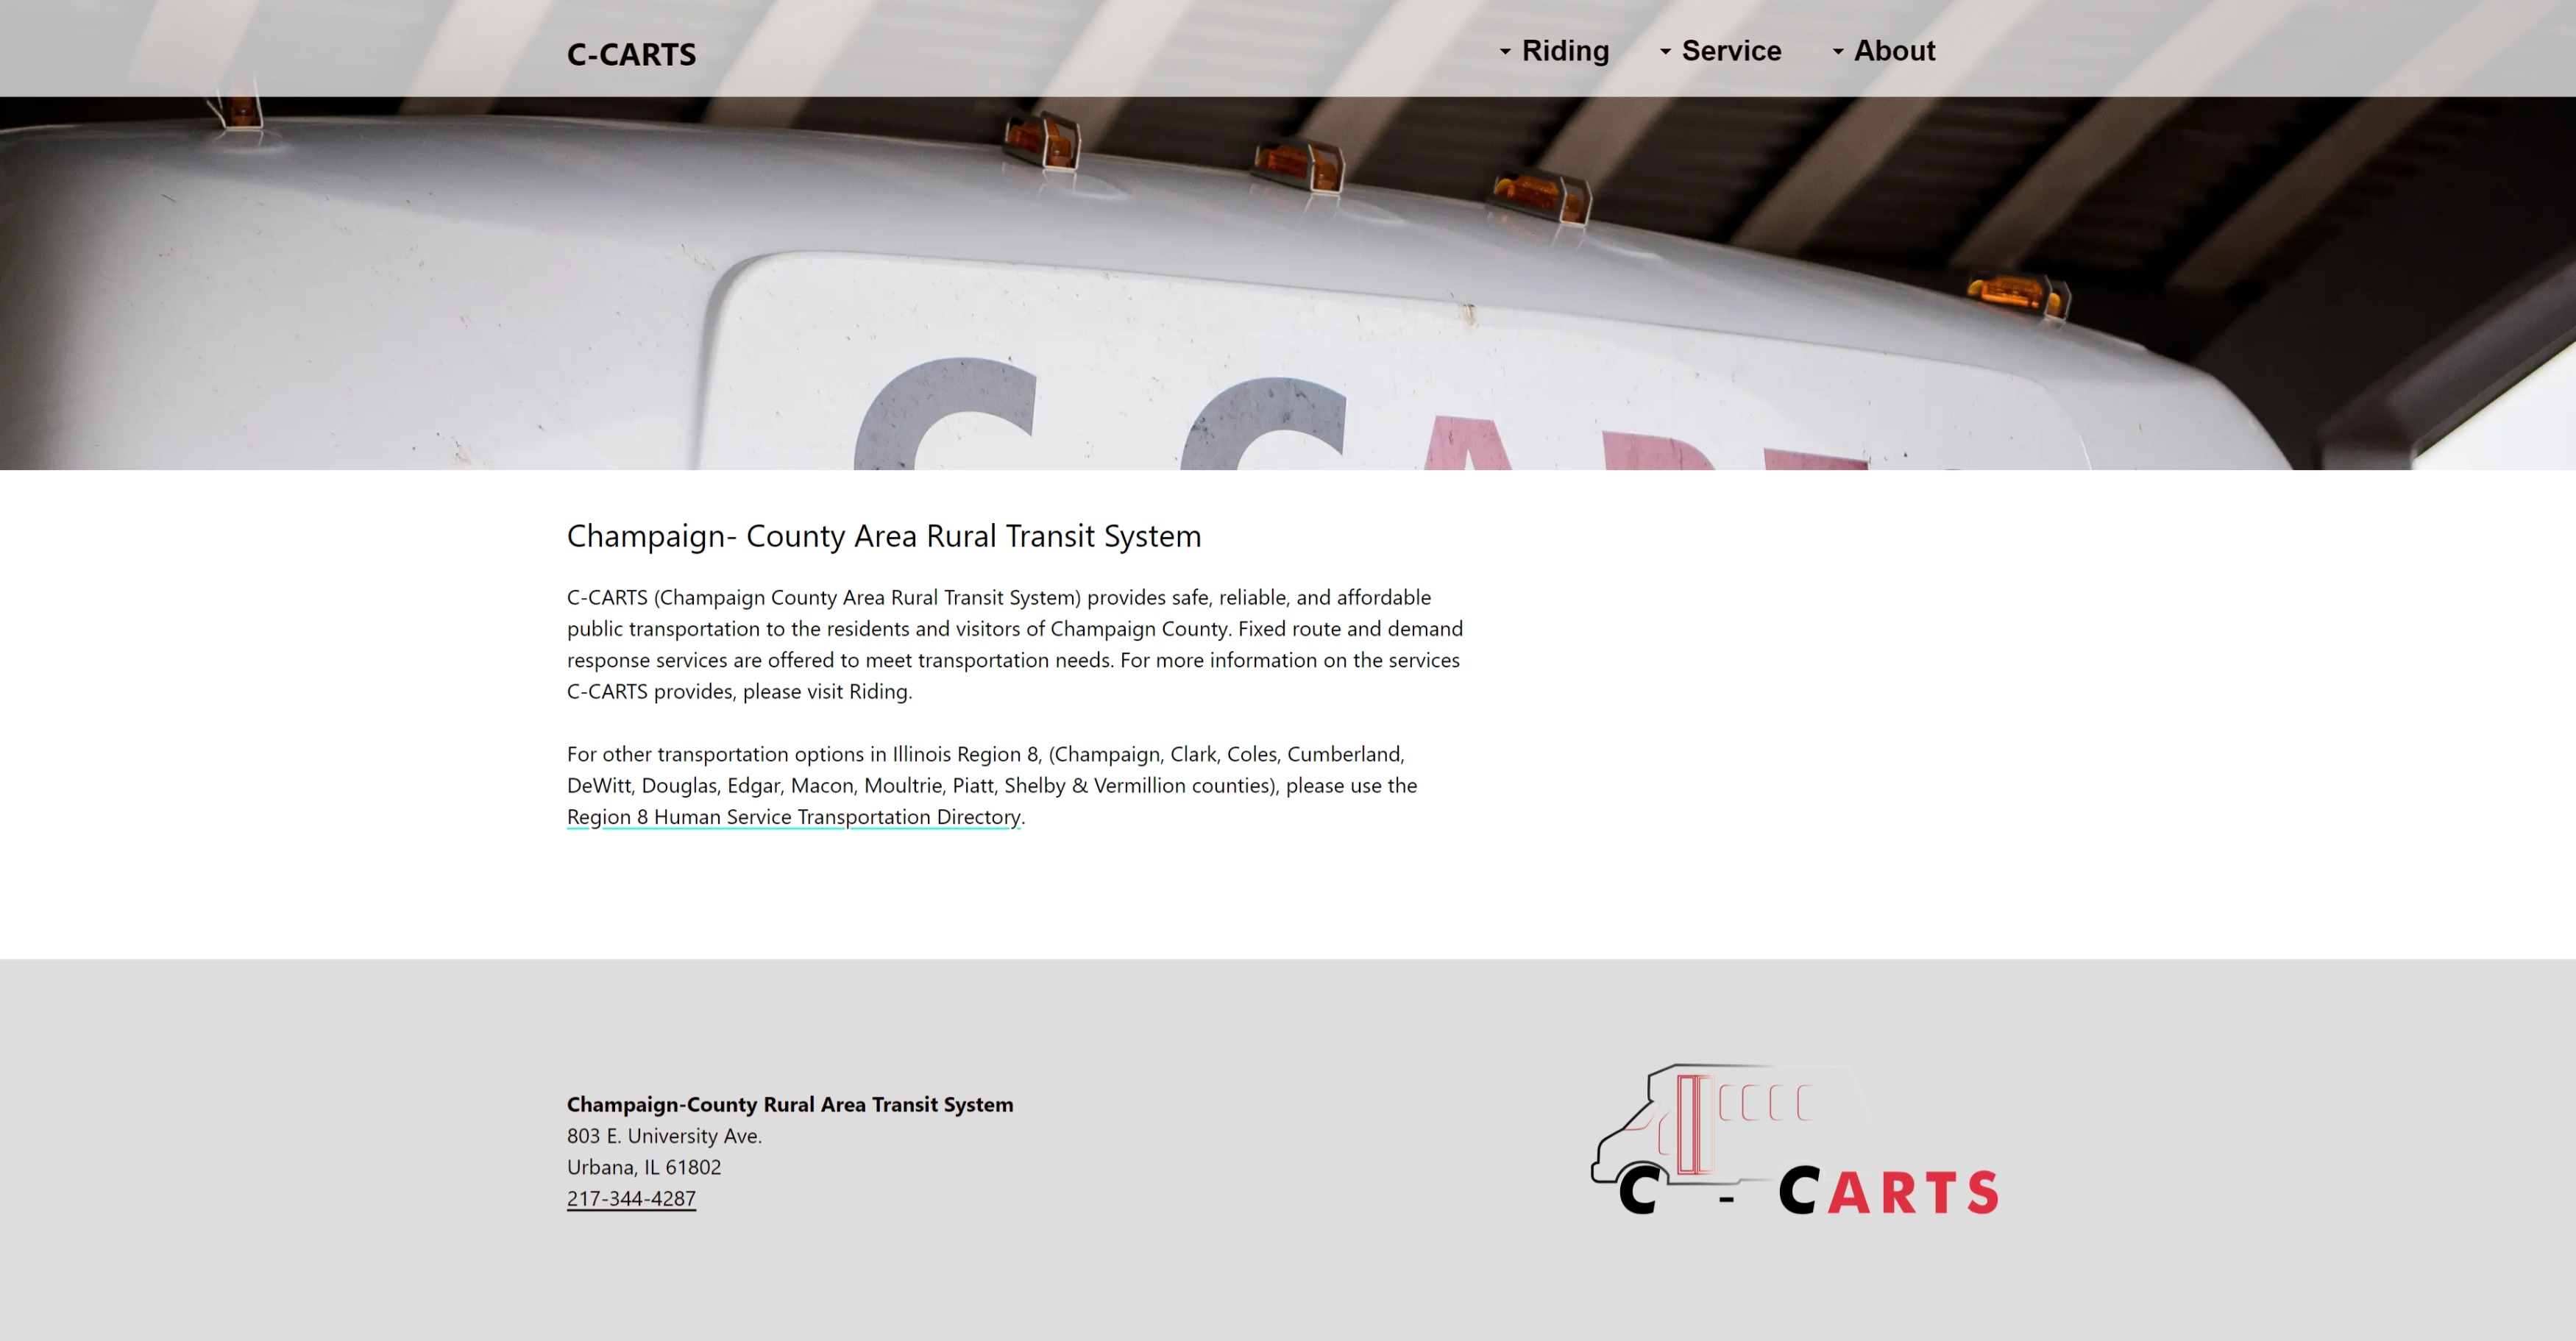 C-CARTS
Riding
Service
About
C CART
Champaign- County Area Rural Transit System
C-CARTS (Champaign County Area Rural Transit System) provides safe, reliable, and affordable
public transportation to the residents and visitors of Champaign County. Fixed route and demand
response services are offered to meet transportation needs. For more information on the services
C-CARTS provides, please visit Riding.
For other transportation options in Illinois Region 8, (Champaign, Clark, Coles, Cumberland,
DeWitt, Douglas, Edgar, Macon, Moultrie, Piatt, Shelby & Vermillion counties), please use the
Region 8 Human Service Transportation Directory.
Champaign-County Rural Area Transit System
803 E. University Ave.
Urbana, IL 61802
217-344-4287
C - CARTS